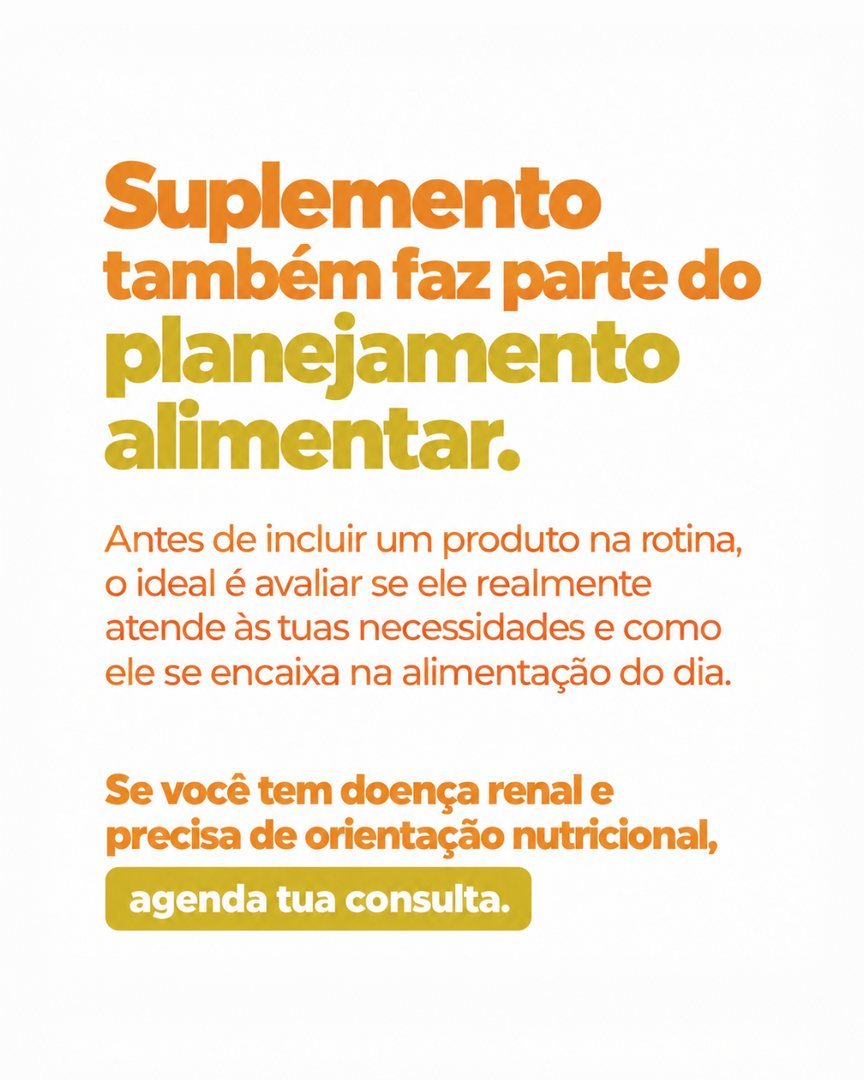 Suplemento
também faz parte do
planejamento
alimentar.
Antes de incluir um produto na rotina,
o ideal é avaliar se ele realmente
atende às tuas necessidades e como
ele se encaixa na alimentação do dia.
Se você tem doença renal e
precisa de orientação nutricional,
agenda tua consulta.